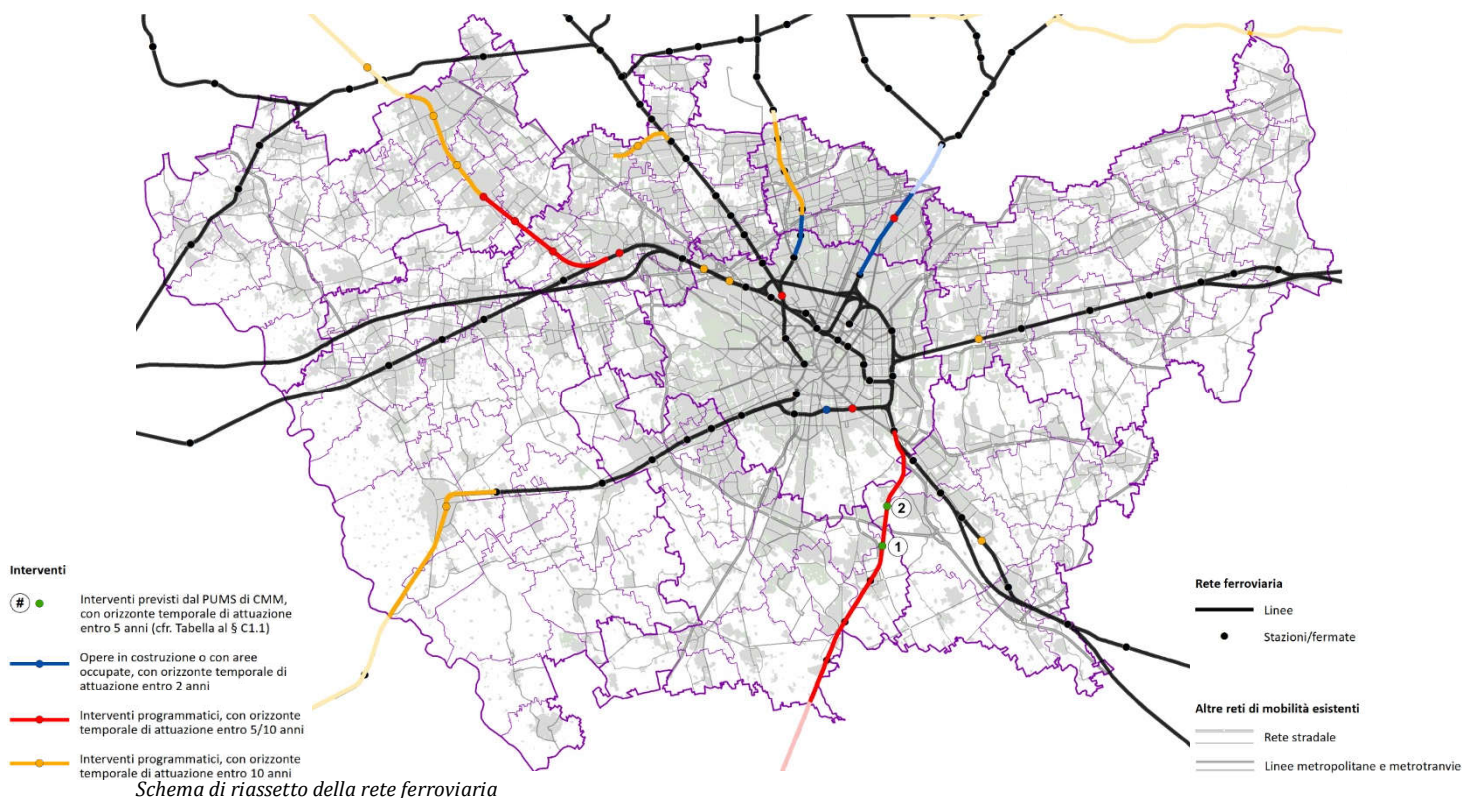 2
1
Interventi
#
Interventi previsti dal PUMS di CMM,
con orizzonte temporale di attuazione
entro 5 anni (cfr. Tabella al § C1.1)
Opere in costruzione o con aree
occupate, con orizzonte temporale di
attuazione entro 2 anni
Interventi programmatici, con orizzonte
temporale di attuazione entro 5/10 anni
Interventi programmatici, con orizzonte
temporale di attuazione entro 10 anni
Rete ferroviaria
Linee
Stazioni/fermate
Altre reti di mobilità esistenti
Rete stradale
Linee metropolitane e metrotranvie
Schema di riassetto della rete ferroviaria